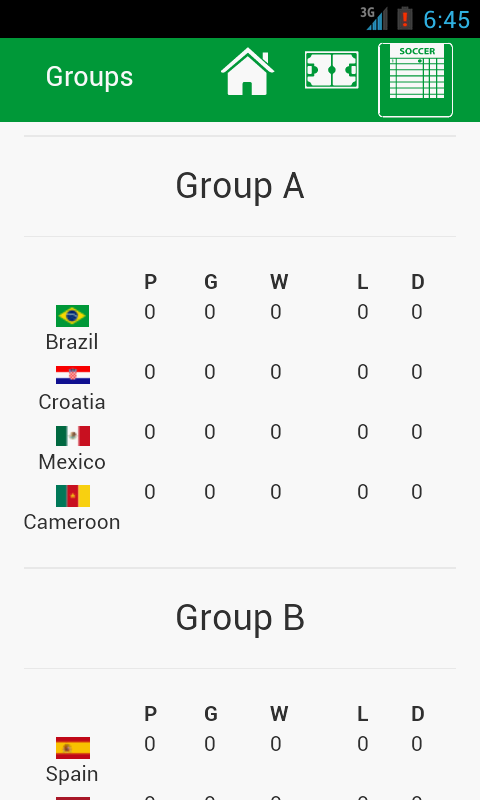 3G 6:45
Groups
SOCCER
Group A
P G W L D
0 0 0 0 0
Brazil
0 0 0 0 0
Croatia
0 0 0 0 0
Mexico
0 0 0 0 0
Cameroon
Group B
P G W L D
0 0 0 0 0
Spain